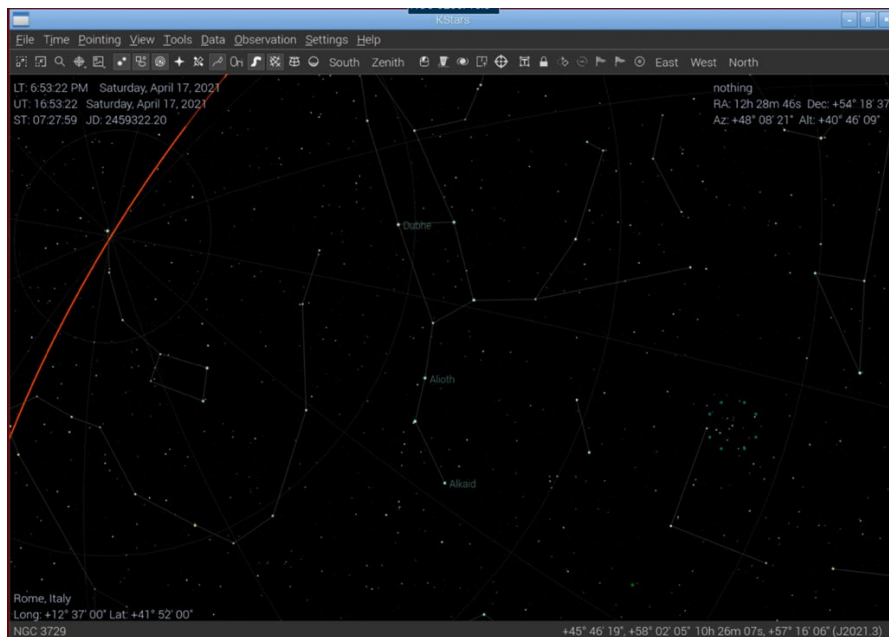 KStars
File Time Pointing View Tools Data Observation Settings Help
South Zenith East West North
LT: 6:53:22 PM Saturday, April 17, 2021
UT: 16:53:22 Saturday, April 17, 2021
ST: 07:27:59 JD: 2459322.20
nothing
RA: 12h 28m 46s Dec: +54° 18' 37
Az: +48° 08' 21" Alt: +40° 46' 09"
Dubhe
Alioth
Alkaid
Rome, Italy
Long: +12° 37' 00" Lat: +41° 52' 00"
NGC 3729
+45° 46' 19", +58° 02' 05" 10h 26m 07s, +57° 16' 06" (J2021.3)